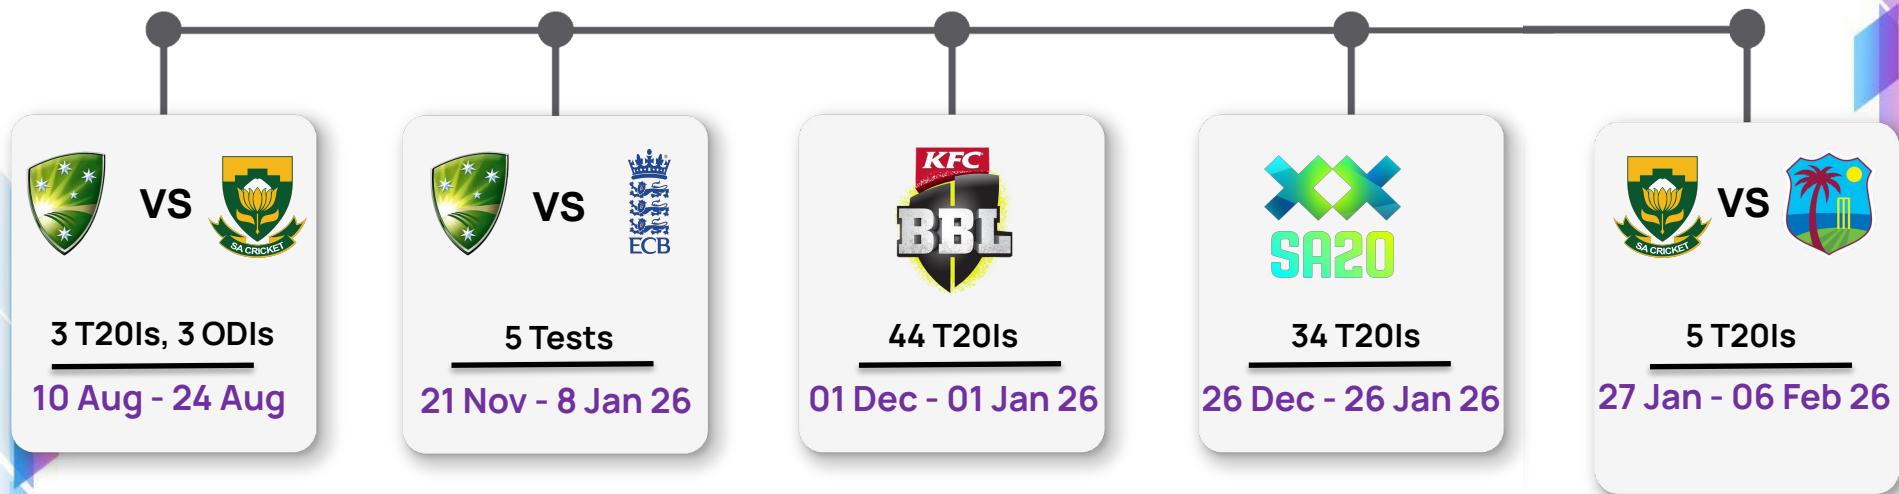 VS
SA CRICKET
3 T20Is, 3 ODIs
10 Aug - 24 Aug
VS
ECB
5 Tests
21 Nov - 8 Jan 26
KFC
BBL
44 T20Is
01 Dec - 01 Jan 26
SA20
34 T20Is
26 Dec - 26 Jan 26
VS
SA CRICKET
5 T20Is
27 Jan - 06 Feb 26